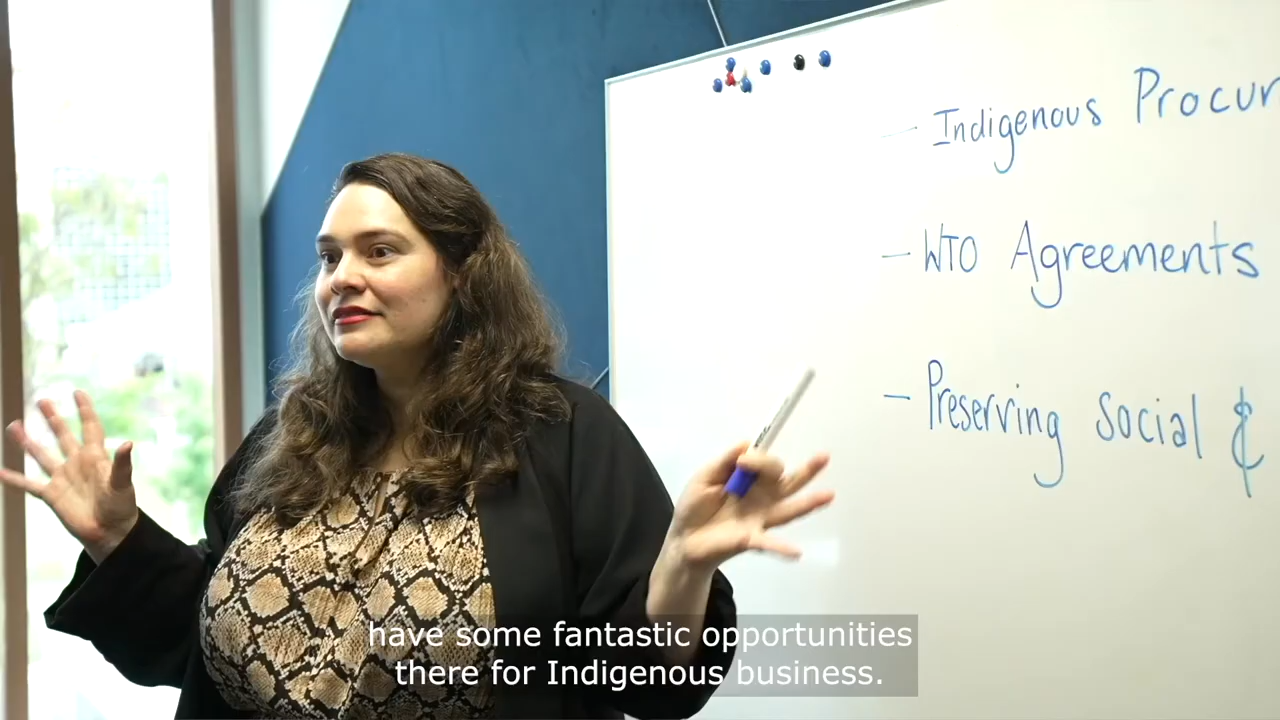 - Indigenous Procur
- WTO Agreements
- Preserving Social &
have some fantastic opportunities
there for Indigenous business.